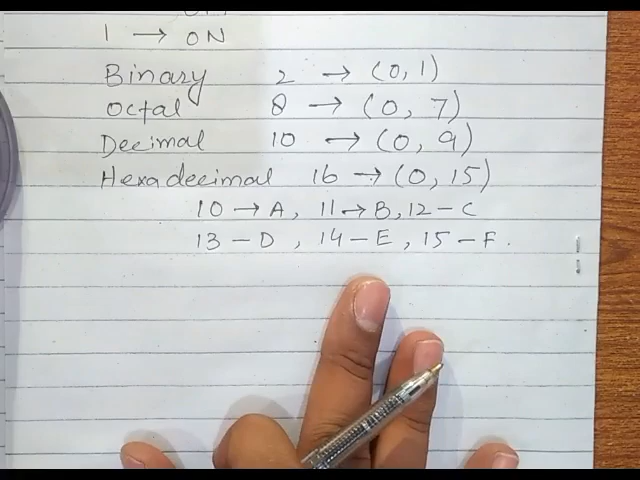 1 → ON
Binary 2 → (0, 1)
Octal 8 → (0, 7)
Decimal 10 → (0, 9)
Hexadecimal 16 → (0, 15)
10 → A, 11 → B, 12 - C
13 - D , 14 - E , 15 - F.